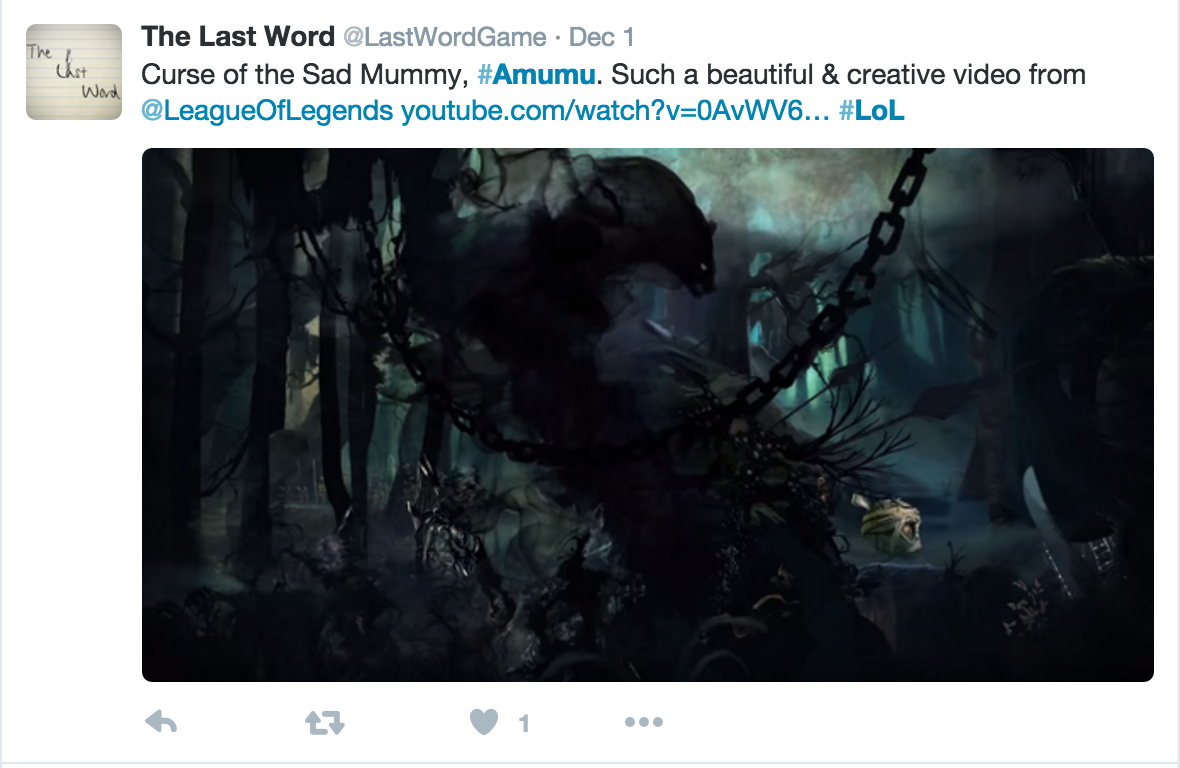 The Last Word @LastWordGame · Dec 1
The
Last
Word
Curse of the Sad Mummy, #Amumu. Such a beautiful & creative video from
@LeagueOfLegends youtube.com/watch?v=0AvWV6… #LoL
1